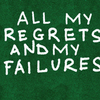 ALL MY
REGRETS
AND MY
FAILURES